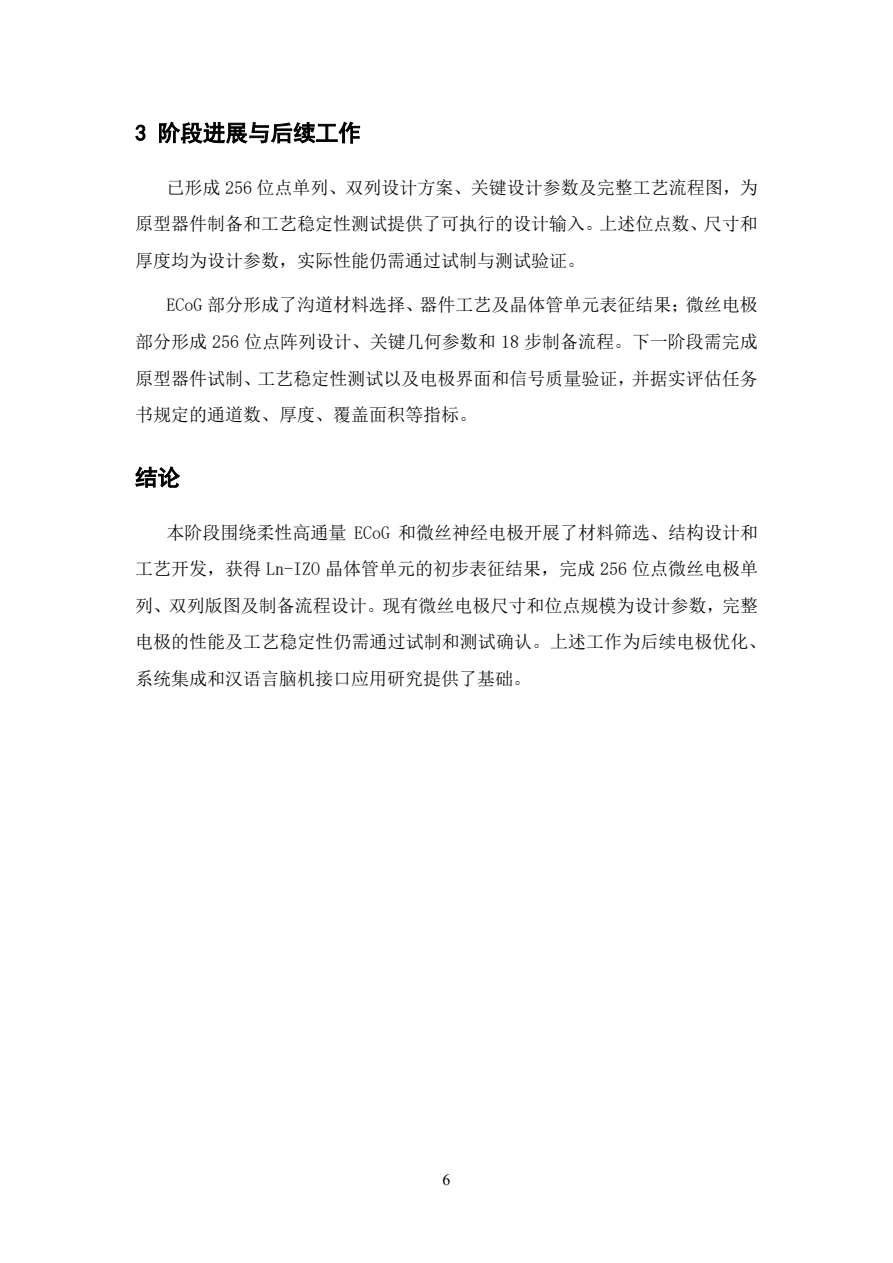 3 阶段进展与后续工作
已形成 256 位点单列、双列设计方案、关键设计参数及完整工艺流程图，为
原型器件制备和工艺稳定性测试提供了可执行的设计输入。上述位点数、尺寸和
厚度均为设计参数，实际性能仍需通过试制与测试验证。
ECoG 部分形成了沟道材料选择、器件工艺及晶体管单元表征结果；微丝电极
部分形成 256 位点阵列设计、关键几何参数和 18 步制备流程。下一阶段需完成
原型器件试制、工艺稳定性测试以及电极界面和信号质量验证，并据实评估任务
书规定的通道数、厚度、覆盖面积等指标。
结论
本阶段围绕柔性高通量 ECoG 和微丝神经电极开展了材料筛选、结构设计和
工艺开发，获得 Ln-IZO 晶体管单元的初步表征结果，完成 256 位点微丝电极单
列、双列版图及制备流程设计。现有微丝电极尺寸和位点规模为设计参数，完整
电极的性能及工艺稳定性仍需通过试制和测试确认。上述工作为后续电极优化、
系统集成和汉语言脑机接口应用研究提供了基础。
6